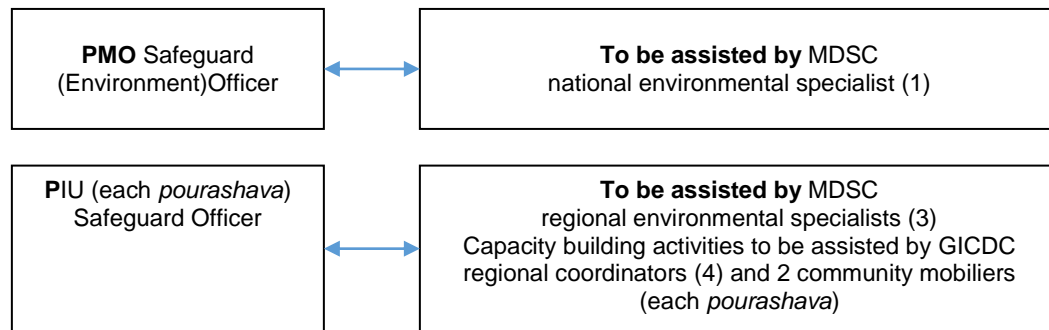 PMO Safeguard
(Environment)Officer
To be assisted by MDSC
national environmental specialist (1)
PIU (each pourashava)
Safeguard Officer
To be assisted by MDSC
regional environmental specialists (3)
Capacity building activities to be assisted by GICDC
regional coordinators (4) and 2 community mobiliers
(each pourashava)